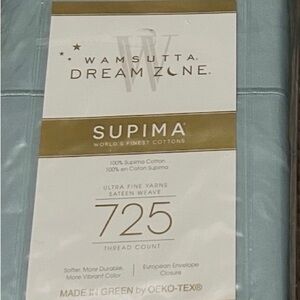 W
WAMSUTTA.
DREAM ZONE.
SUPIMA®
WORLD'S FINEST COTTONS
100% Supima Cotton
100% en Coton Supima
ULTRA FINE YARNS
SATEEN WEAVE
725
THREAD COUNT
Softer, More Durable,
More Vibrant Color
European Envelope
Closure
MADE IN GREEN by OEKO-TEX®